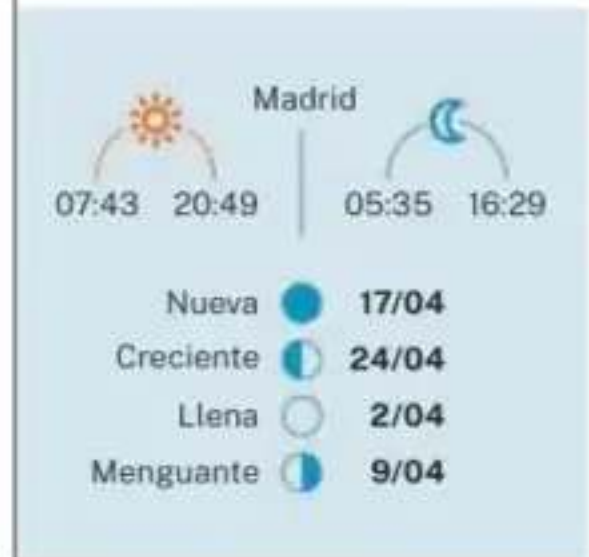 Madrid
07:43 20:49 05:35 16:29
Nueva 17/04
Creciente 24/04
Llena 2/04
Menguante 9/04